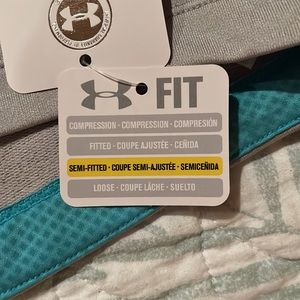 FIT
COMPRESSION · COMPRESSION · COMPRESIÓN
FITTED · COUPE AJUSTÉE · CEÑIDA
SEMI-FITTED · COUPE SEMI-AJUSTÉE · SEMICEÑIDA
LOOSE · COUPE LÂCHE · SUELTO